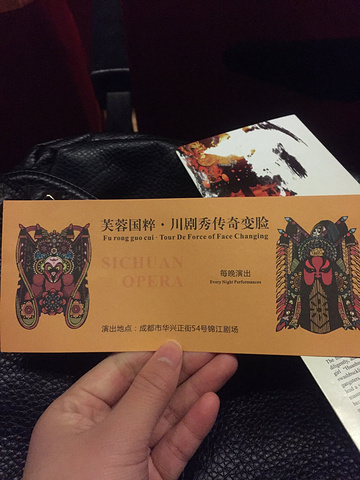 芙蓉国粹·川剧秀传奇变脸
Fu rong guo cui · Tour De Force of Face Changing
SICHUAN
OPERA
每晚演出
Every Night Performances
演出地点：成都市华兴正街54号锦江剧场